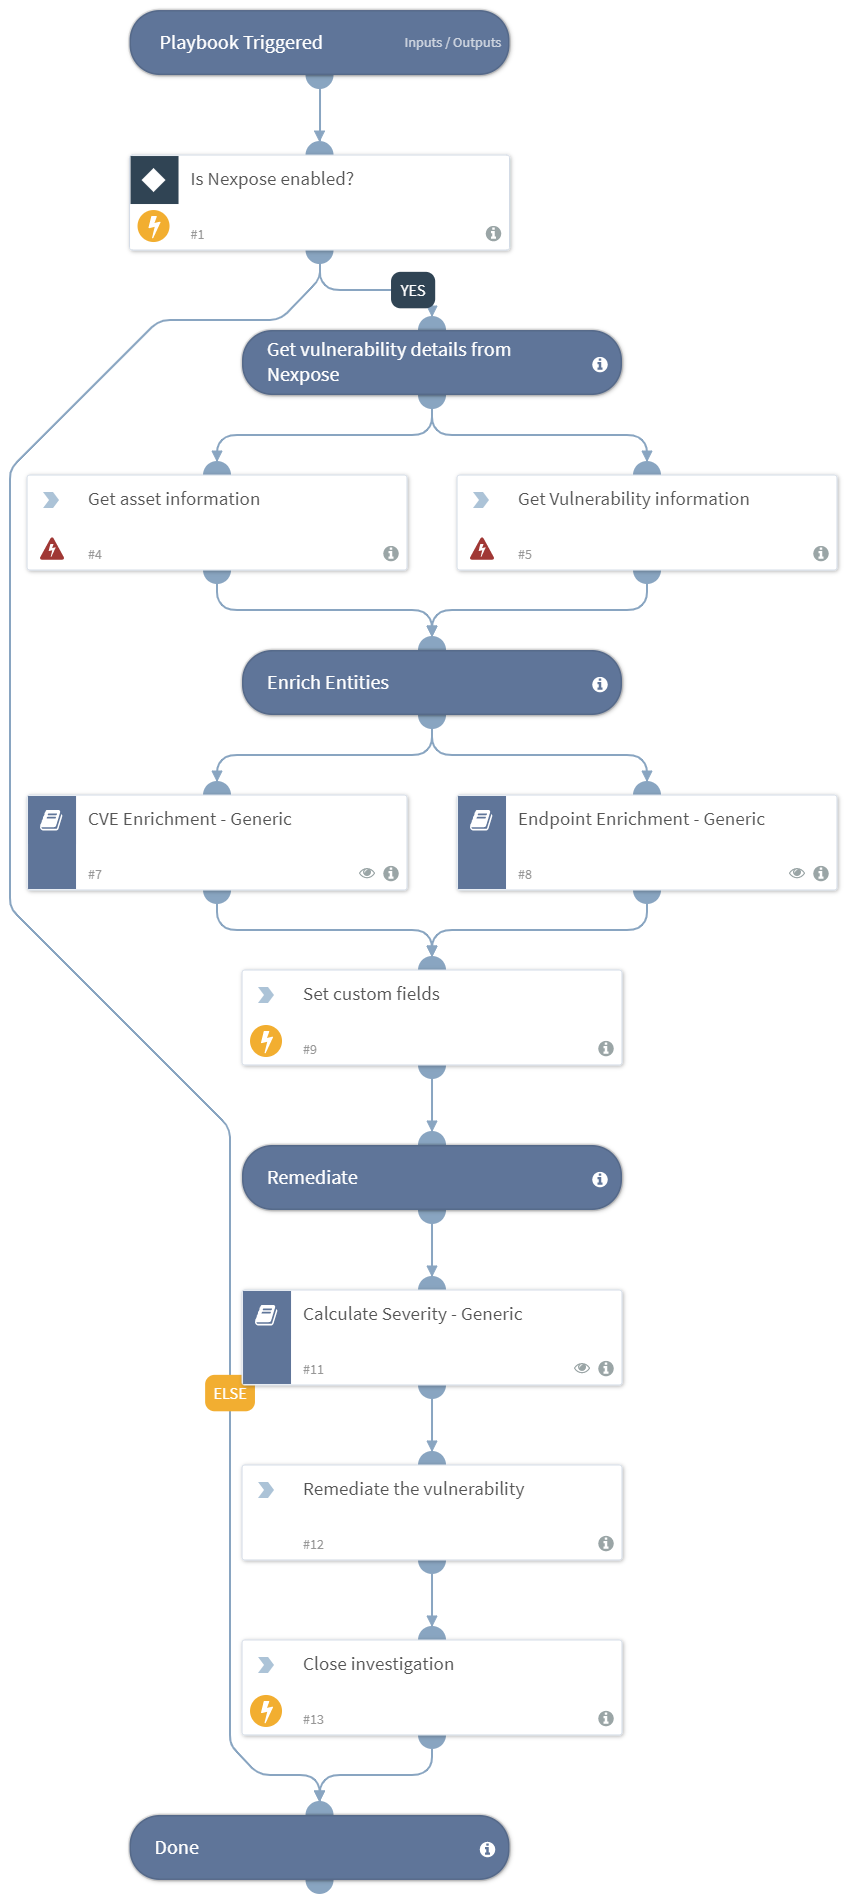 Playbook Triggered
Inputs / Outputs
Is Nexpose enabled?
#1
YES
Get vulnerability details from
Nexpose
Get asset information
#4
Get Vulnerability information
#5
Enrich Entities
CVE Enrichment - Generic
#7
Endpoint Enrichment - Generic
#8
Set custom fields
#9
Remediate
Calculate Severity - Generic
#11
ELSE
Remediate the vulnerability
#12
Close investigation
#13
Done